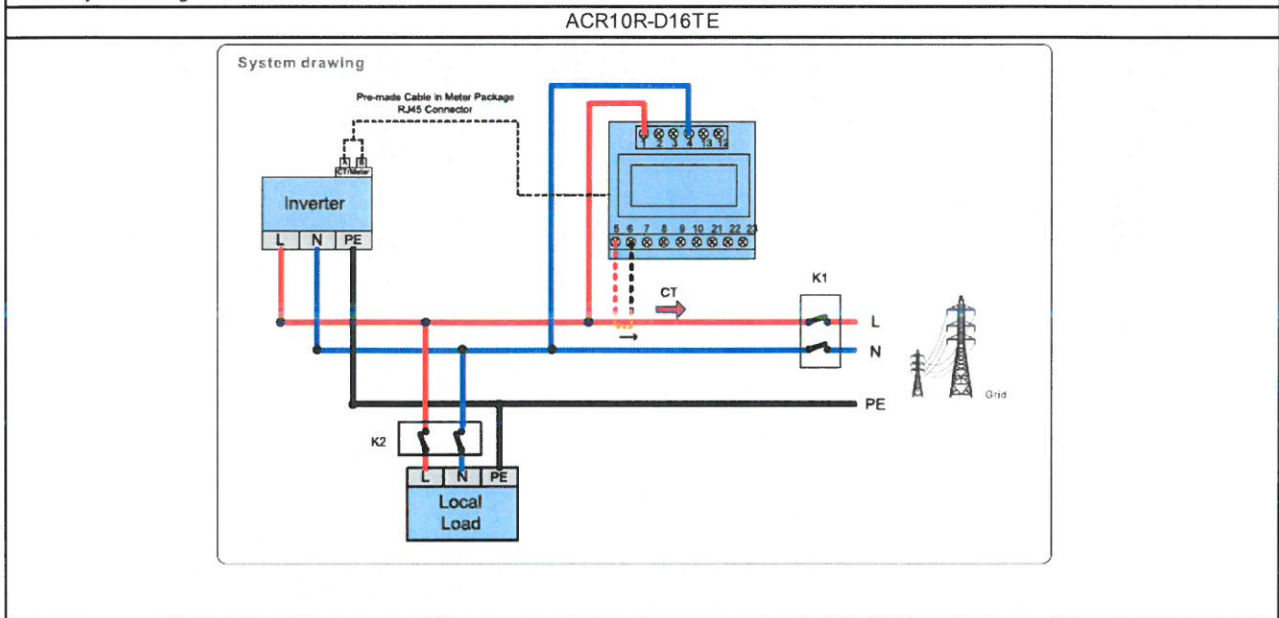 ACR10R-D16TE
System drawing
Pre-made Cable in Meter Package
RJ45 Connector
CT/Meter
Inverter
L N PE
1 2 3 4 13 12
5 6 7 8 9 10 21 22 23
CT
K1
L
N
PE
Grid
K2
L N PE
Local
Load